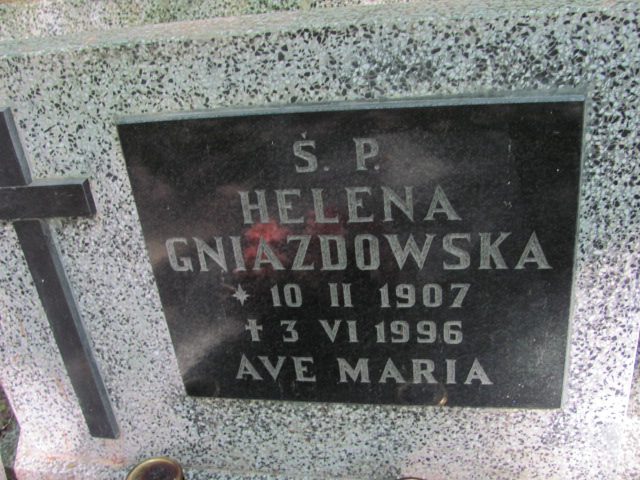 Ś. P.
HELENA
GNIAZDOWSKA
* 10 II 1907
✝ 3 VI 1996
AVE MARIA